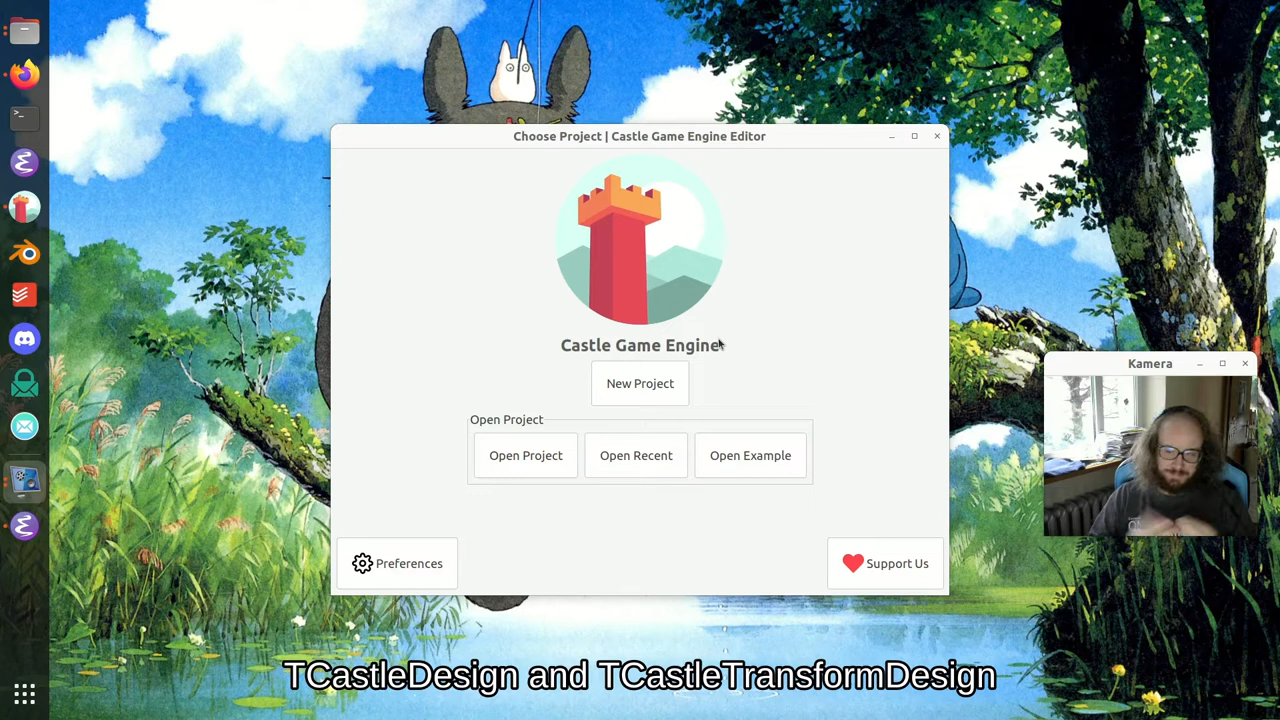 Choose Project | Castle Game Engine Editor
Castle Game Engine
New Project
Open Project
Open Project
Open Recent
Open Example
Preferences
Support Us
Kamera
TCastleDesign and TCastleTransformDesign